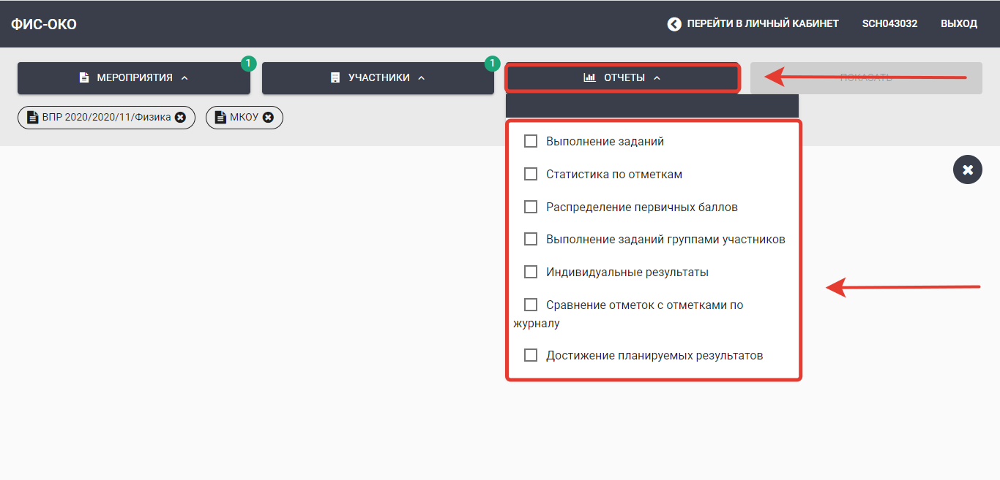 ФИС-ОКО
ПЕРЕЙТИ В ЛИЧНЫЙ КАБИНЕТ
SCH043032
ВЫХОД
МЕРОПРИЯТИЯ
1
УЧАСТНИКИ
1
ОТЧЕТЫ
ПОКАЗАТЬ
ВПР 2020/2020/11/Физика
МКОУ
Выполнение заданий
Статистика по отметкам
Распределение первичных баллов
Выполнение заданий группами участников
Индивидуальные результаты
Сравнение отметок с отметками по
журналу
Достижение планируемых результатов